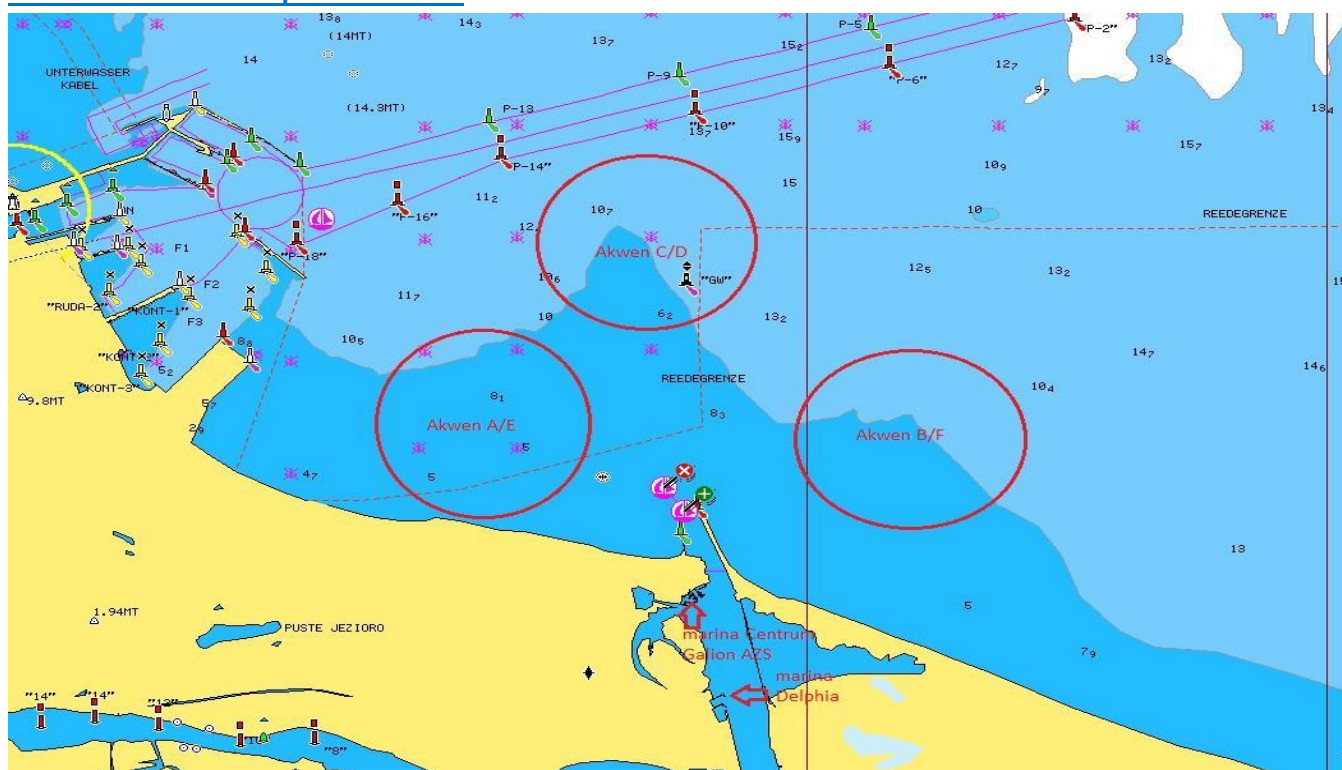 13₈
14₃
(14MT)
13₇
P-5
"P-2"
15₂
14
UNTERWASSER
KABEL
P-9
"P-6"
12₇
13₂
9₇
(14.3MT)
P-13
"P-10"
13₇
13₄
15₉
15₇
P-14"
10₉
15
11₂
10₇
10
REEDEGRENZE
"P-16"
12
IN
F1
Akwen C/D
"P-18"
12₅
13₂
10₆
"GW"
F2
"RUDA-2"
"KONT-1"
11₇
10
6₂
13₂
F3
8₈
10₅
14₇
14₆
"KONT-2"
5₂
REEDEGRENZE
"KONT-3"
10₄
9.8MT
8₁
5₇
8₃
2₉
Akwen A/E
Akwen B/F
5
4₇
5
13
1.94MT
5
PUSTE JEZIORO
marina Centrum
Galion AZS
7₉
marina
Delphia
"14"
"14"
"12"
"8"